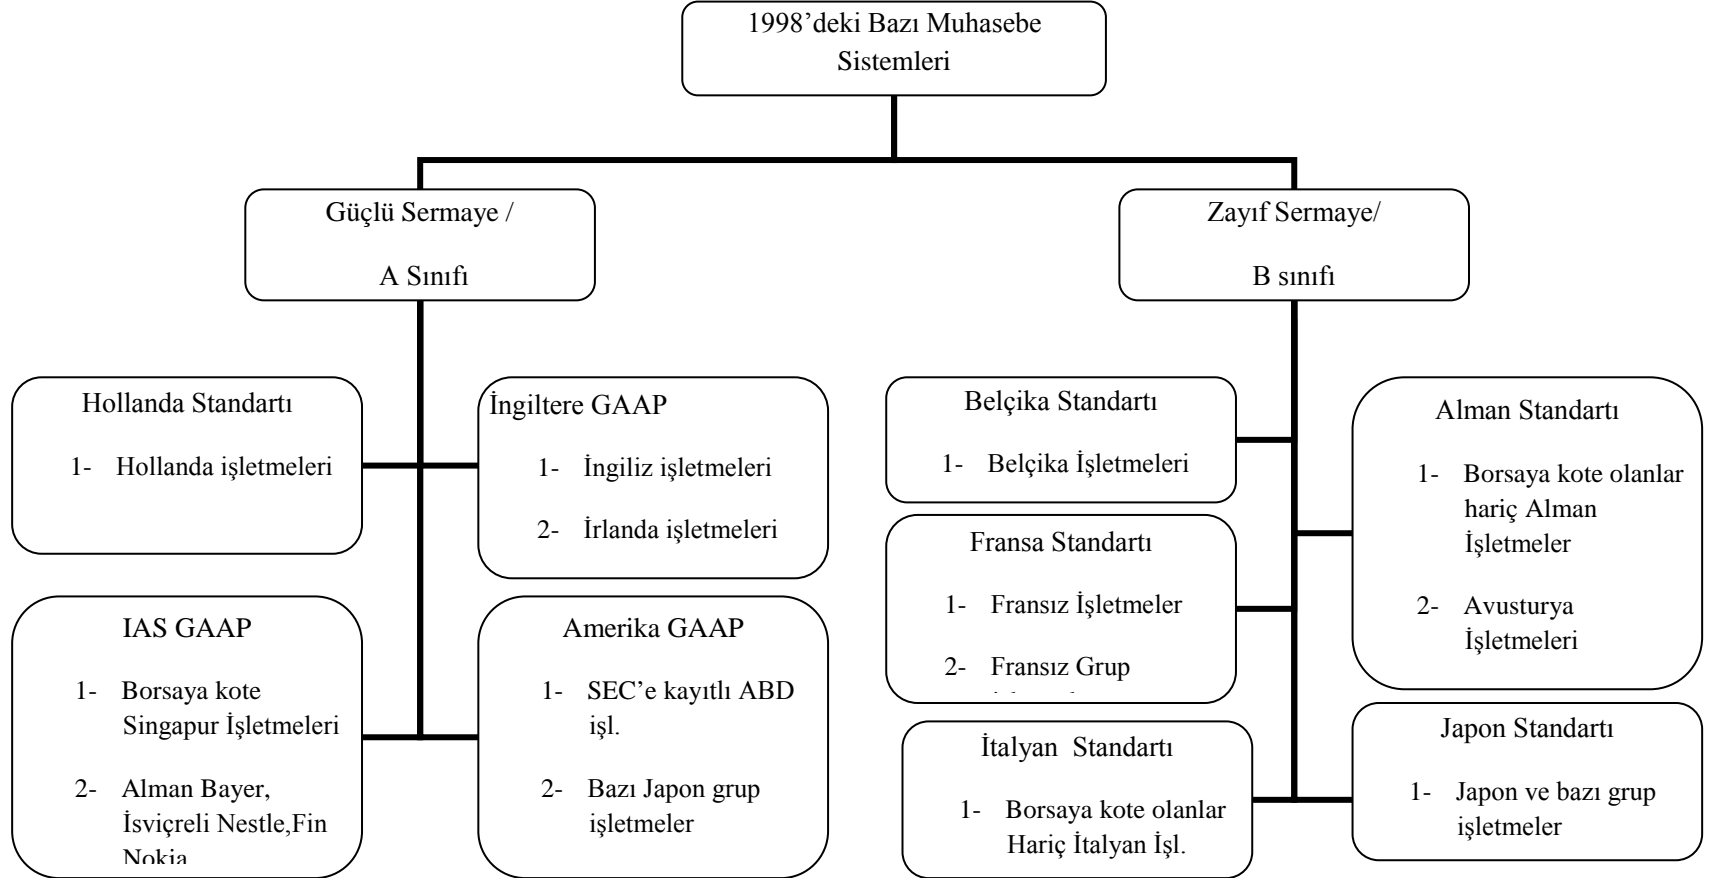 1998’deki Bazı Muhasebe
Sistemleri
Güçlü Sermaye /
A Sınıfı
Zayıf Sermaye/
B sınıfı
Hollanda Standartı
1- Hollanda işletmeleri
İngiltere GAAP
1- İngiliz işletmeleri
2- İrlanda işletmeleri
IAS GAAP
1- Borsaya kote
Singapur İşletmeleri
2- Alman Bayer,
İsviçreli Nestle,Fin
Nokia
Amerika GAAP
1- SEC’e kayıtlı ABD
işl.
2- Bazı Japon grup
işletmeler
Belçika Standartı
1- Belçika İşletmeleri
Fransa Standartı
1- Fransız İşletmeler
2- Fransız Grup
İtalyan Standartı
1- Borsaya kote olanlar
Hariç İtalyan İşl.
Alman Standartı
1- Borsaya kote olanlar
hariç Alman
İşletmeler
2- Avusturya
İşletmeleri
Japon Standartı
1- Japon ve bazı grup
işletmeler